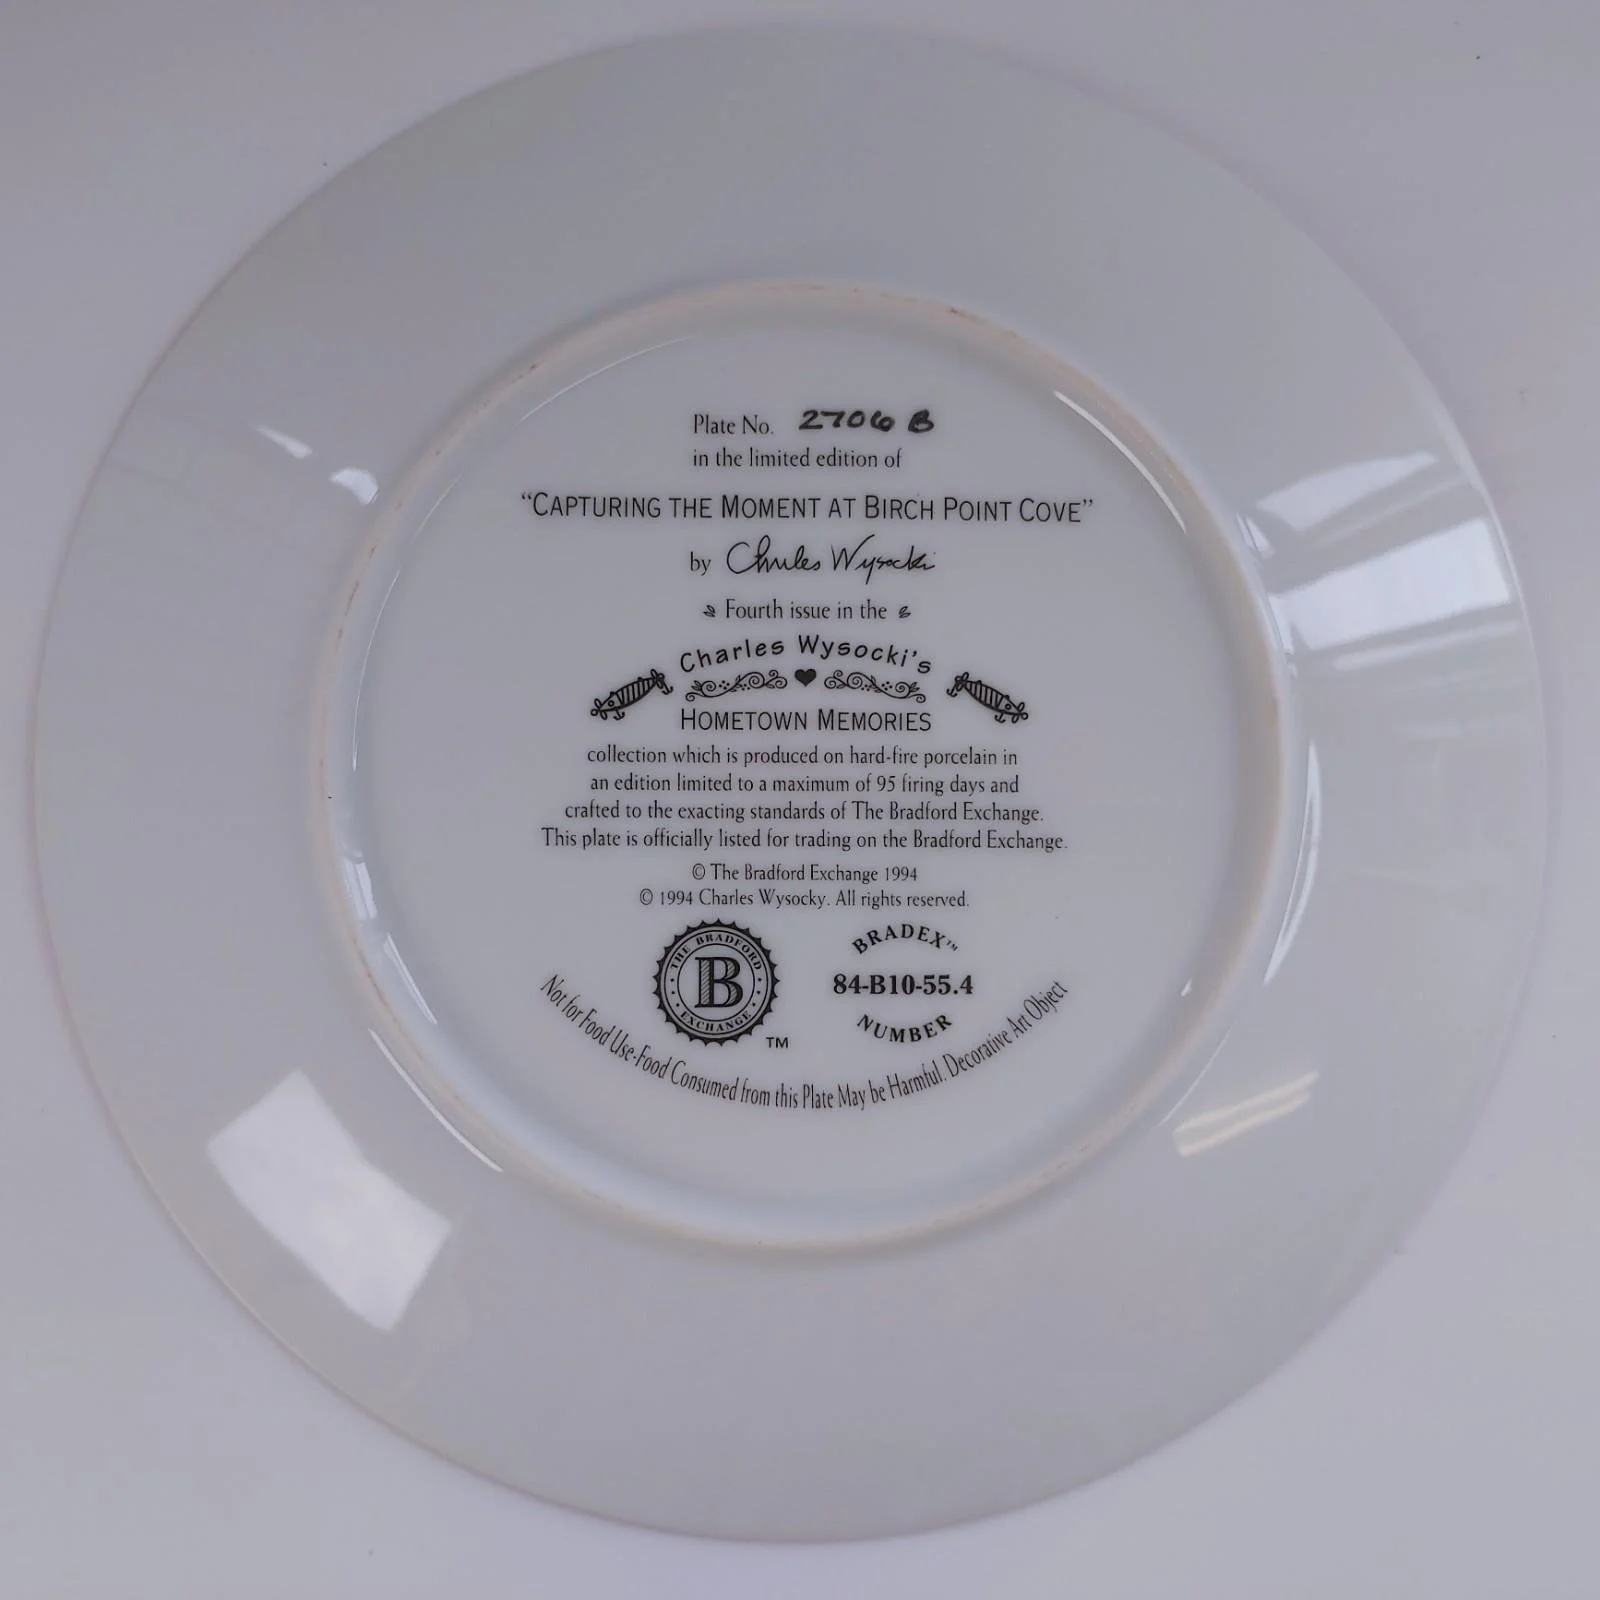 Plate No. 2706 B
in the limited edition of
“CAPTURING THE MOMENT AT BIRCH POINT COVE”
by Charles Wysocki
Fourth issue in the
Charles Wysocki's
HOMETOWN MEMORIES
collection which is produced on hard-fire porcelain in
an edition limited to a maximum of 95 firing days and
crafted to the exacting standards of The Bradford Exchange.
This plate is officially listed for trading on the Bradford Exchange.
© The Bradford Exchange 1994
© 1994 Charles Wysocky. All rights reserved.
THE BRADFORD
B
EXCHANGE
TM
BRADEX™
84-B10-55.4
NUMBER
Not for Food Use-Food Consumed from this Plate May be Harmful. Decorative Art Object